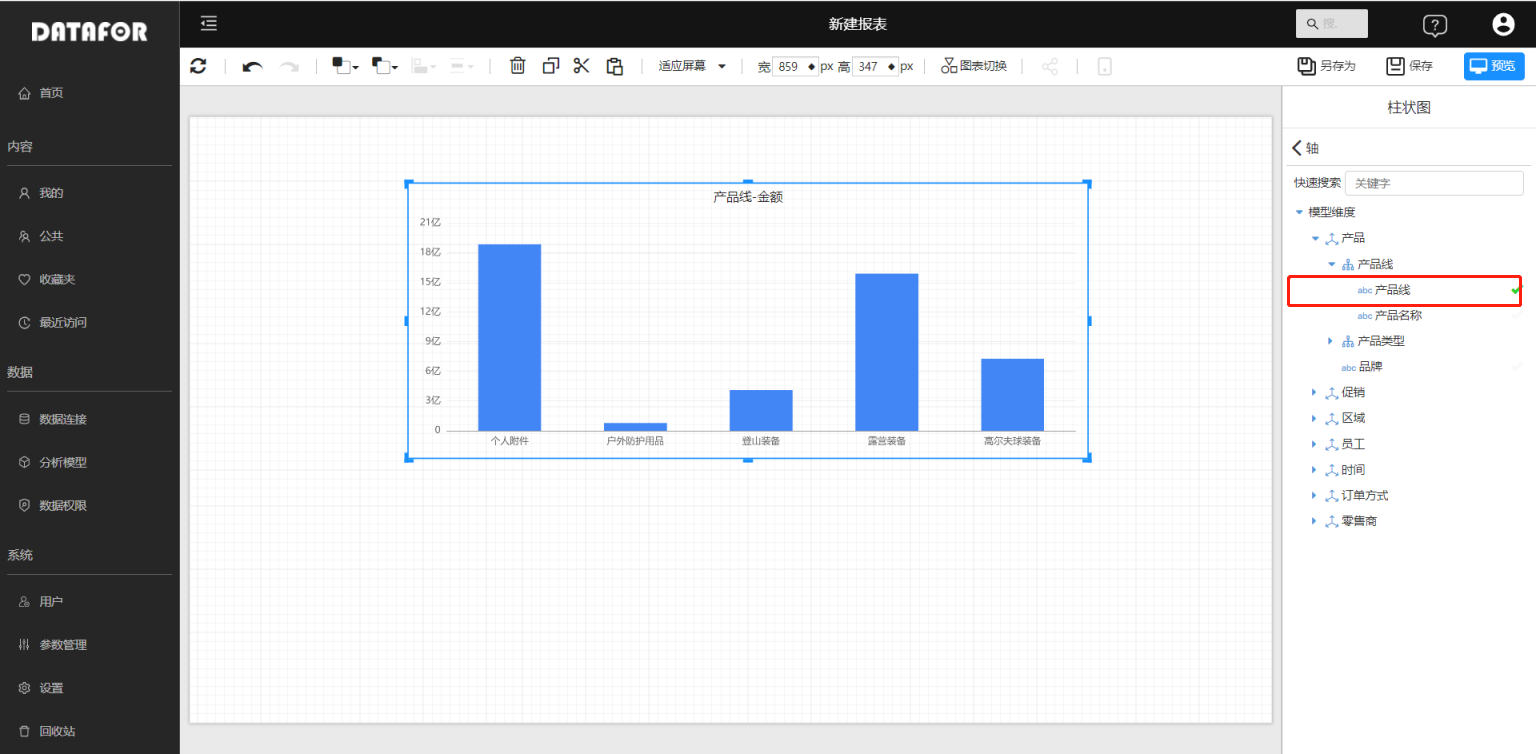 DATAFOR
新建报表
搜.
首页
内容
我的
公共
收藏夹
最近访问
数据
数据连接
分析模型
数据权限
系统
用户
参数管理
设置
回收站
适应屏幕
宽 859 px 高 347 px
图表切换
另存为
保存
预览
产品线-金额
21亿
18亿
15亿
12亿
9亿
6亿
3亿
0
个人附件 户外防护用品 登山装备 露营装备 高尔夫球装备
柱状图
轴
快速搜索 关键字
模型维度
产品
产品线
abc 产品线
abc 产品名称
产品类型
abc 品牌
促销
区域
员工
时间
订单方式
零售商